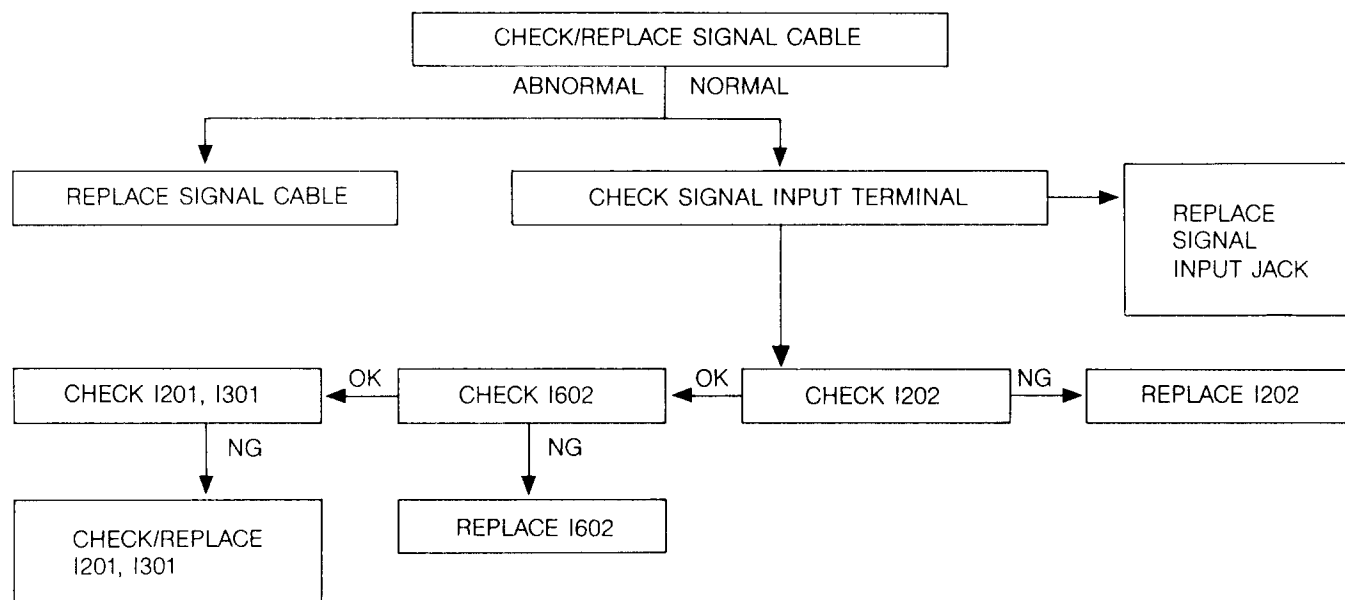 CHECK/REPLACE SIGNAL CABLE
ABNORMAL
NORMAL
REPLACE SIGNAL CABLE
CHECK SIGNAL INPUT TERMINAL
REPLACE
SIGNAL
INPUT JACK
CHECK I201, I301
OK
CHECK I602
OK
CHECK I202
NG
REPLACE I202
NG
NG
CHECK/REPLACE
I201, I301
REPLACE I602